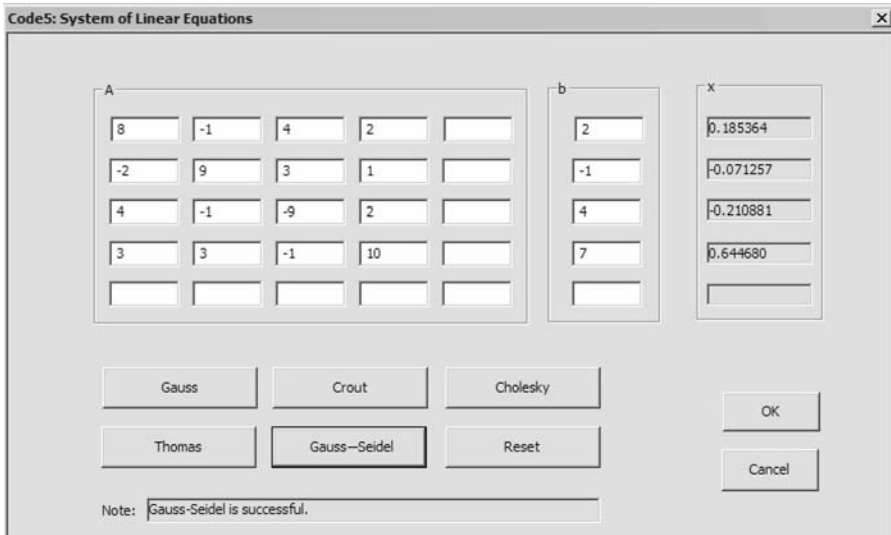 Code5: System of Linear Equations
A b x
8 -1 4 2 2 0.185364
-2 9 3 1 -1 -0.071257
4 -1 -9 2 4 -0.210881
3 3 -1 10 7 0.644680
Gauss Crout Cholesky
OK
Thomas Gauss—Seidel Reset
Cancel
Note: Gauss-Seidel is successful.